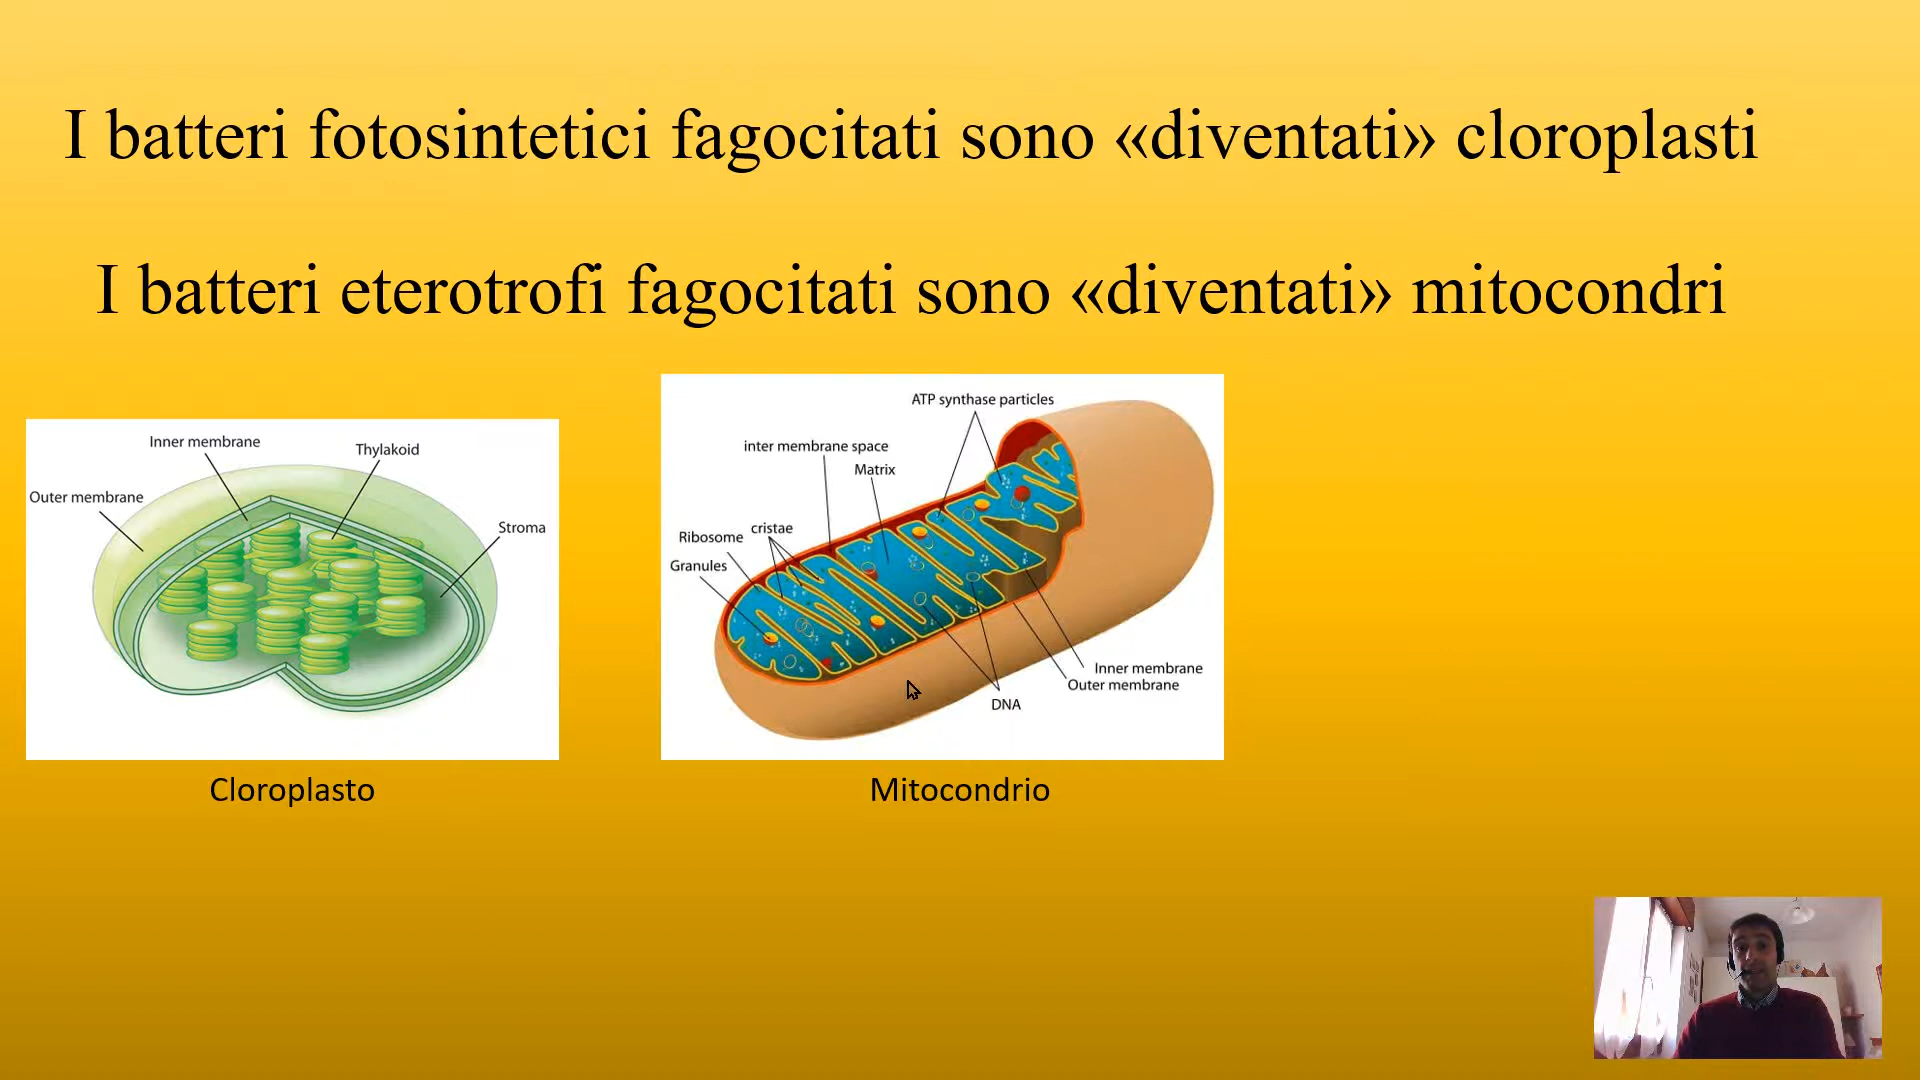 I batteri fotosintetici fagocitati sono «diventati» cloroplasti
I batteri eterotrofi fagocitati sono «diventati» mitocondri
Inner membrane
Thylakoid
Outer membrane
Stroma
Cloroplasto
ATP synthase particles
inter membrane space
Matrix
cristae
Ribosome
Granules
Inner membrane
Outer membrane
DNA
Mitocondrio